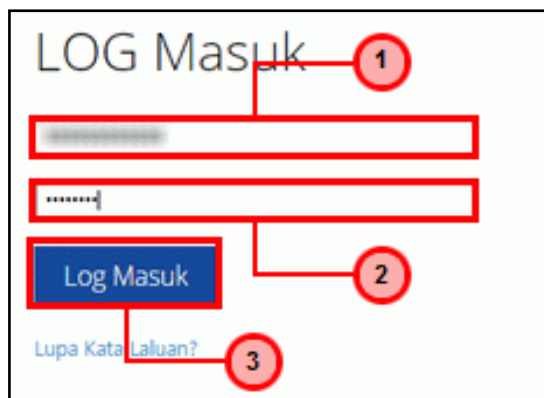 LOG Masuk
1
........
2
Log Masuk
Lupa Kata Laluan?
3